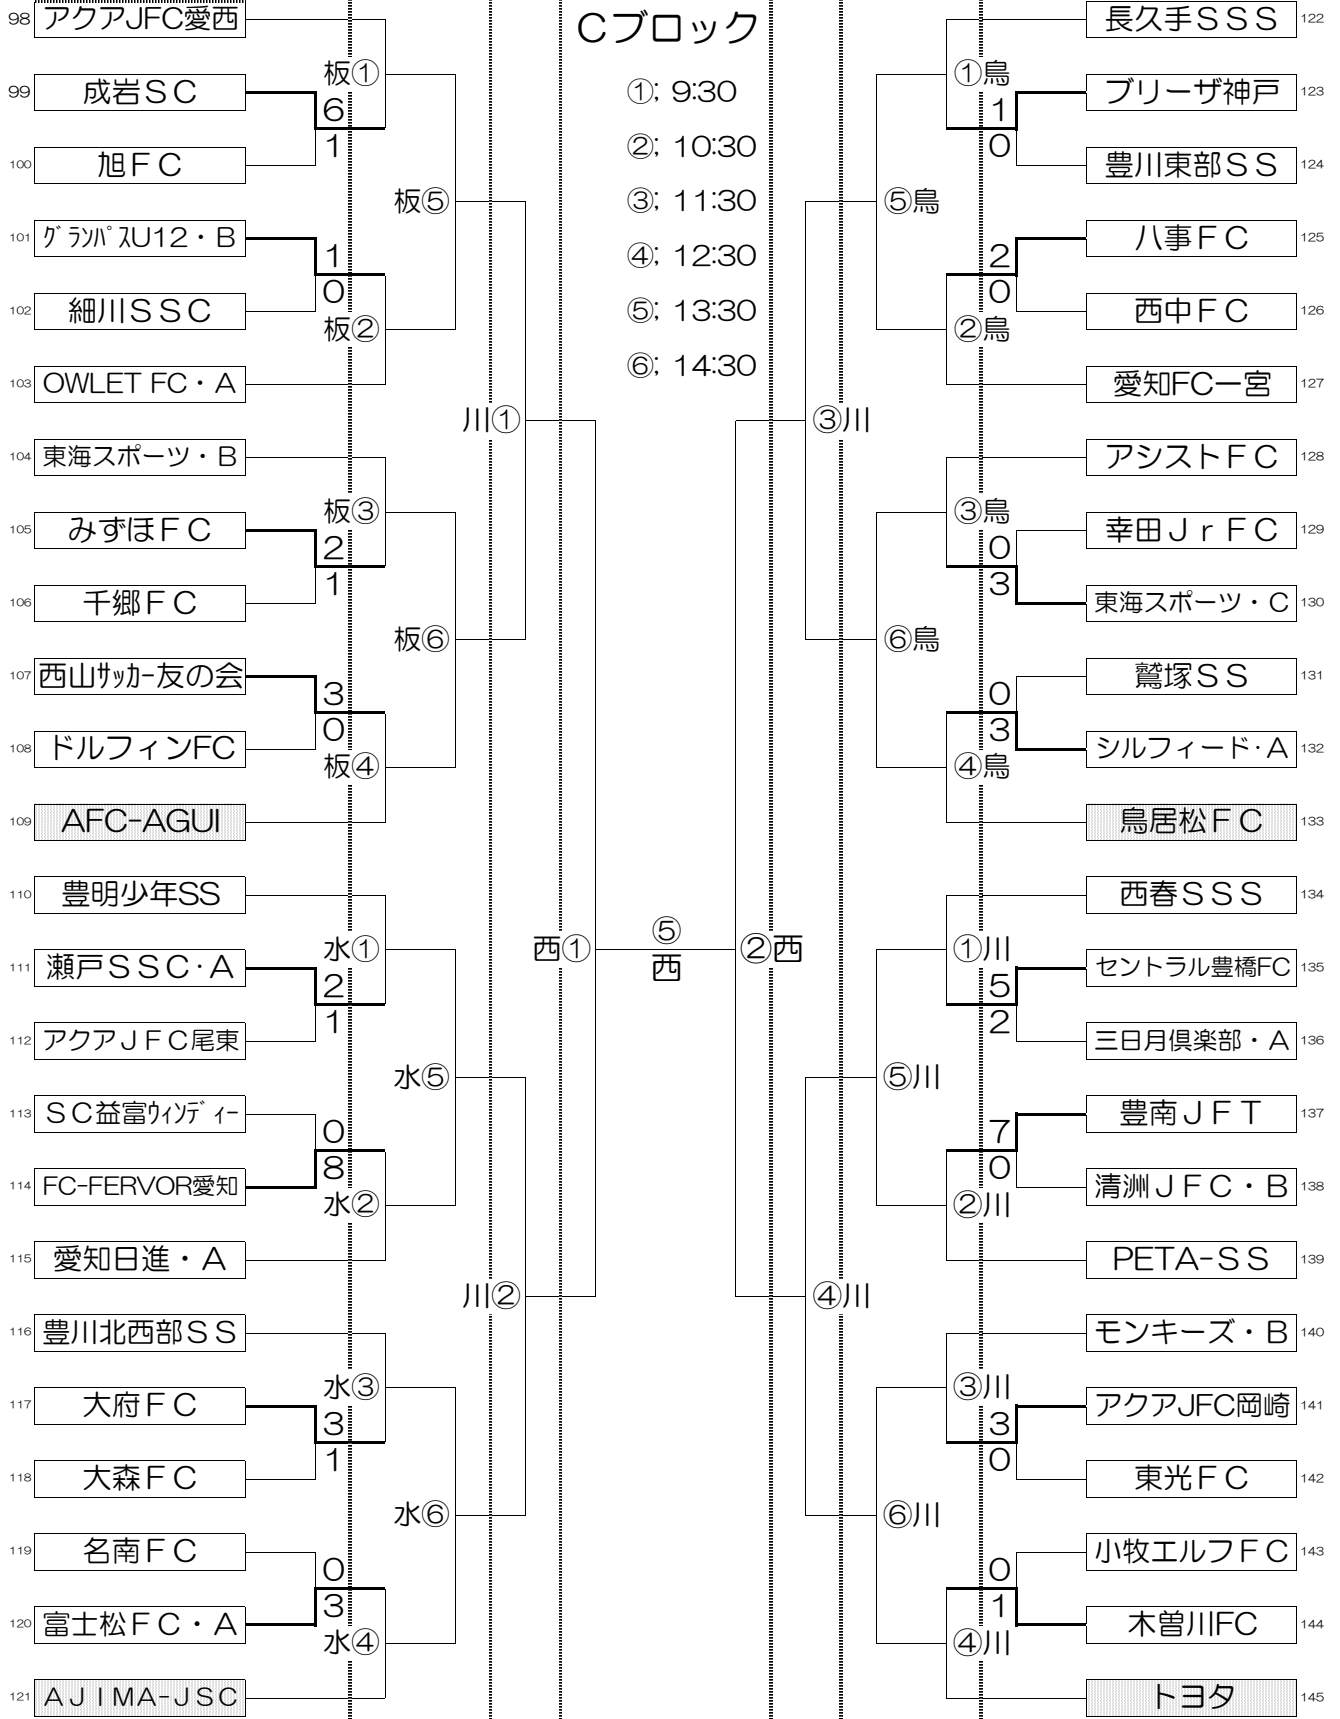 Cブロック
①; 9:30
②; 10:30
③; 11:30
④; 12:30
⑤; 13:30
⑥; 14:30
98 アクアJFC愛西
板①
99 成岩SC
6
1
100 旭FC
板⑤
101 グランパスU12・B
1
0
102 細川SSC
板②
103 OWLET FC・A
川①
104 東海スポーツ・B
板③
105 みずほFC
2
1
106 千郷FC
板⑥
107 西山サッカー友の会
3
0
108 ドルフィンFC
板④
109 AFC-AGUI
110 豊明少年SS
水①
西①
111 瀬戸SSC・A
2
1
112 アクアJFC尾東
水⑤
113 SC益富ウィンディー
0
8
114 FC-FERVOR愛知
水②
115 愛知日進・A
川②
116 豊川北西部SS
水③
117 大府FC
3
1
118 大森FC
水⑥
119 名南FC
0
3
120 富士松FC・A
水④
121 AJIMA-JSC
⑤
西
長久手SSS 122
①鳥
ブリーザ神戸 123
1
0
豊川東部SS 124
⑤鳥
八事FC 125
2
0
西中FC 126
②鳥
愛知FC一宮 127
③川
アシストFC 128
③鳥
幸田JrFC 129
0
3
東海スポーツ・C 130
⑥鳥
鷲塚SS 131
0
3
シルフィード・A 132
④鳥
鳥居松FC 133
西春SSS 134
②西
①川
セントラル豊橋FC 135
5
2
三日月倶楽部・A 136
⑤川
豊南JFT 137
7
0
清洲JFC・B 138
②川
PETA-SS 139
④川
モンキーズ・B 140
③川
アクアJFC岡崎 141
3
0
東光FC 142
⑥川
小牧エルフFC 143
0
1
木曽川FC 144
④川
トヨタ 145